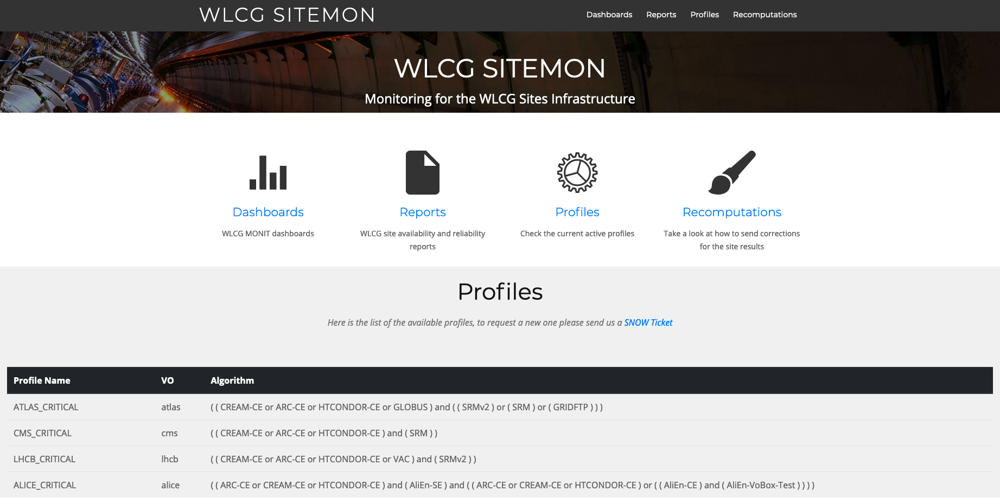 WLCG SITEMON
Dashboards Reports Profiles Recomputations
WLCG SITEMON
Monitoring for the WLCG Sites Infrastructure
Dashboards
WLCG MONIT dashboards
Reports
WLCG site availability and reliability
reports
Profiles
Check the current active profiles
Recomputations
Take a look at how to send corrections
for the site results
Profiles
Here is the list of the available profiles, to request a new one please send us a SNOW Ticket
Profile Name VO Algorithm
ATLAS_CRITICAL atlas ( ( CREAM-CE or ARC-CE or HTCONDOR-CE or GLOBUS ) and ( ( SRMv2 ) or ( SRM ) or ( GRIDFTP ) ) )
CMS_CRITICAL cms ( ( CREAM-CE or ARC-CE or HTCONDOR-CE ) and ( SRM ) )
LHCB_CRITICAL lhcb ( ( CREAM-CE or ARC-CE or HTCONDOR-CE or VAC ) and ( SRMv2 ) )
ALICE_CRITICAL alice ( ( ARC-CE or CREAM-CE or HTCONDOR-CE ) and ( AliEn-SE ) and ( ( ARC-CE or CREAM-CE or HTCONDOR-CE ) or ( ( AliEn-CE ) and ( AliEn-VoBox-Test ) ) ) )